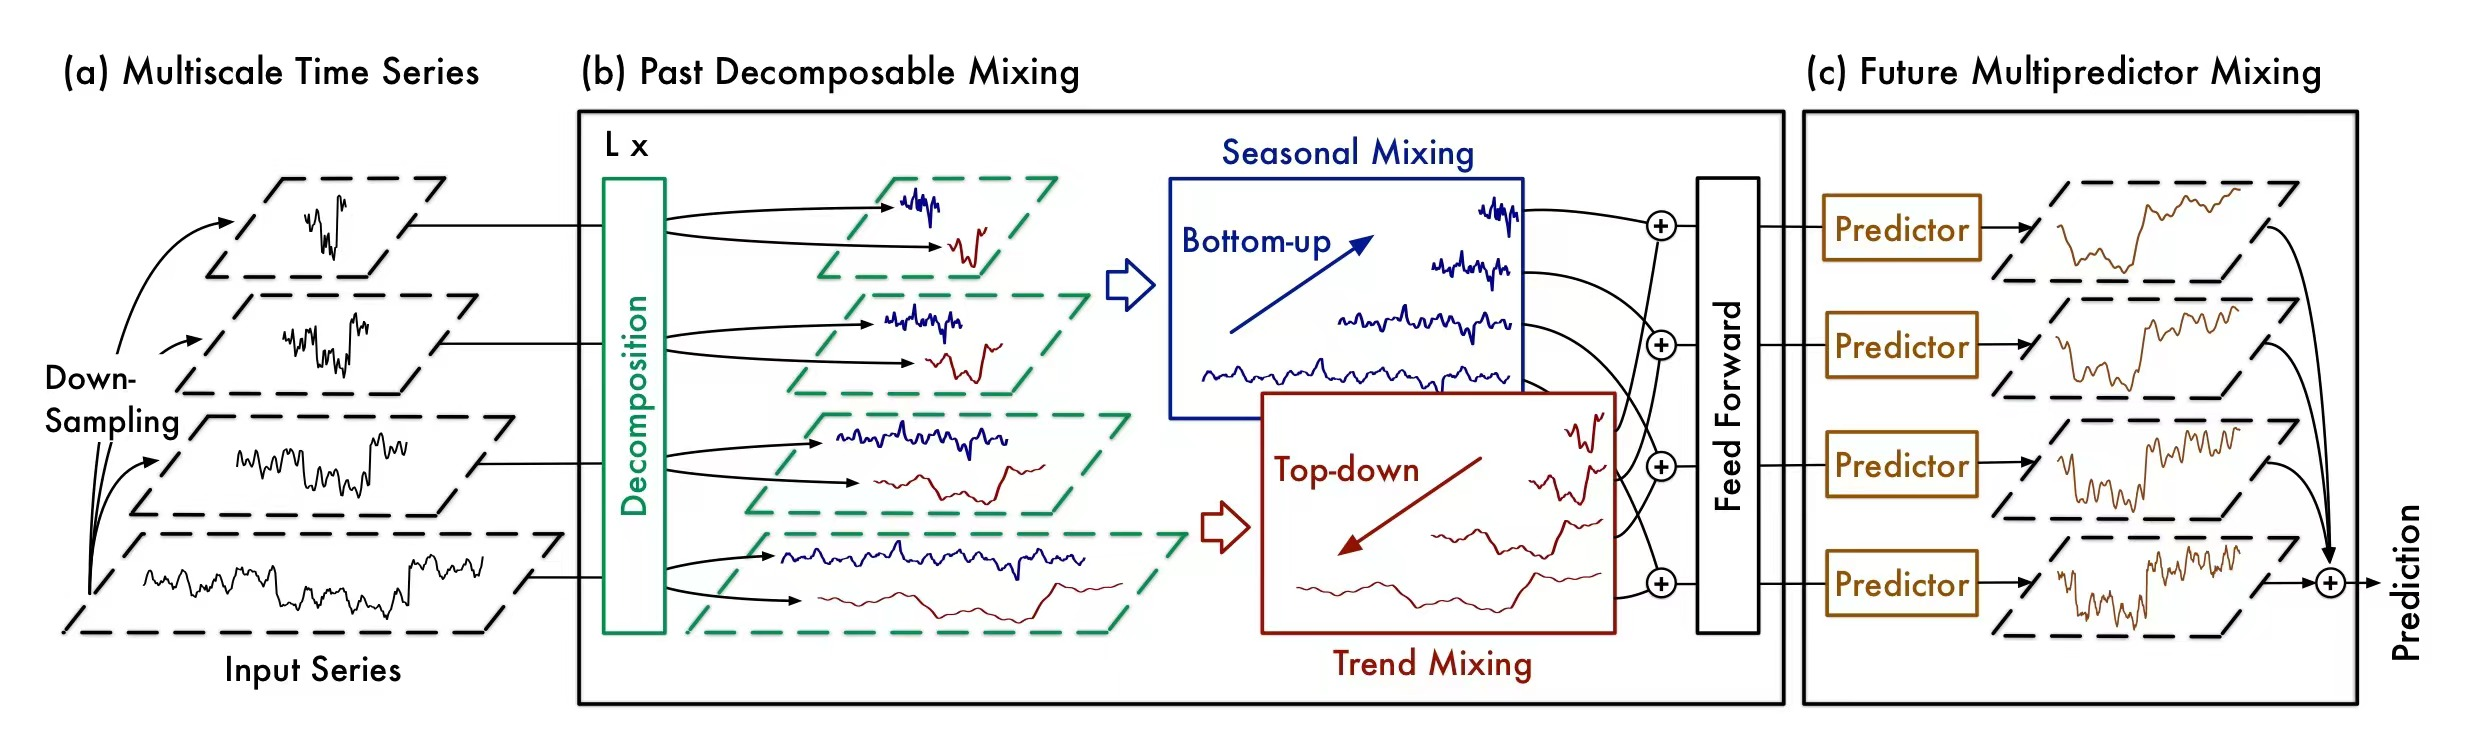 (a) Multiscale Time Series
Down-
Sampling
Input Series
(b) Past Decomposable Mixing
L x
Decomposition
Seasonal Mixing
Bottom-up
Top-down
Trend Mixing
Feed Forward
(c) Future Multipredictor Mixing
Predictor
Predictor
Predictor
Predictor
Prediction